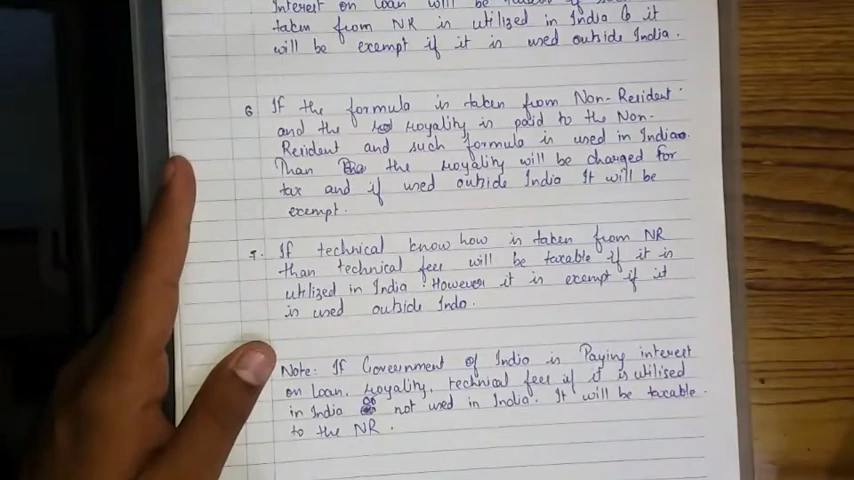 Interest on loan will be
taken from NR is utilized in India & it
will be exempt if it is used outside India.
6 If the formula is taken from Non-Resident
and the royality is paid to the Non-
Resident and such formula is used in India.
Than the royality will be charged for
tax and if used outside India It will be
exempt.
7. If technical know how is taken from NR
than technical fees will be taxable if it is
utilized in India. However it is exempt if it
is used outside Indo.
Note: If Government of India is Paying interest
on loan, royality, technical fees if it is utilised
in India not used in India. It will be taxable
to the NR.